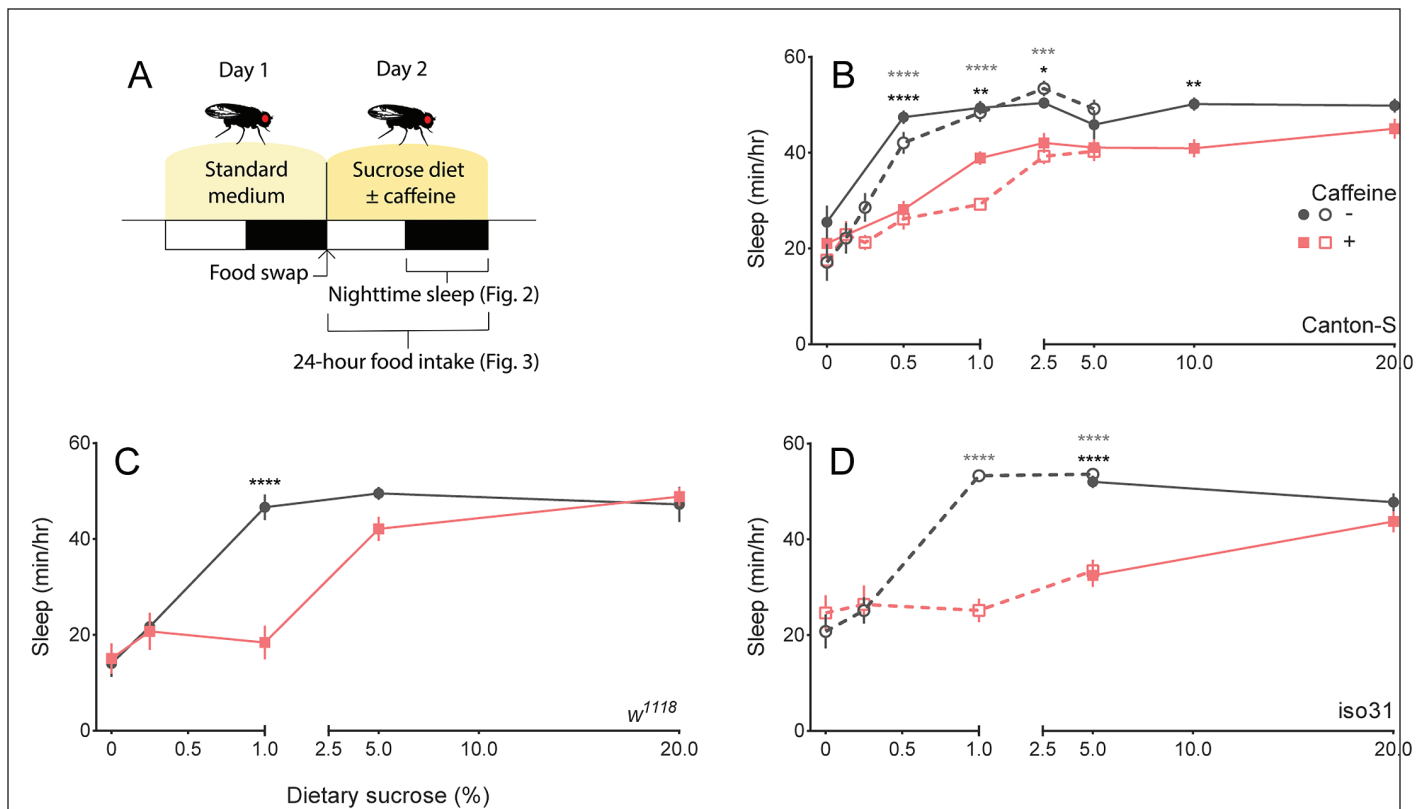 A
Day 1
Day 2
Standard
medium
Sucrose diet
± caffeine
Food swap
Nighttime sleep (Fig. 2)
24-hour food intake (Fig. 3)
B
Sleep (min/hr)
60
40
20
0
**** **** **** ** *** * **
Caffeine
-
+
Canton-S
0 0.5 1.0 2.5 5.0 10.0 20.0
C
Sleep (min/hr)
60
40
20
0
****
w1118
0 0.5 1.0 2.5 5.0 10.0 20.0
Dietary sucrose (%)
D
Sleep (min/hr)
60
40
20
0
**** **** ****
iso31
0 0.5 1.0 2.5 5.0 10.0 20.0